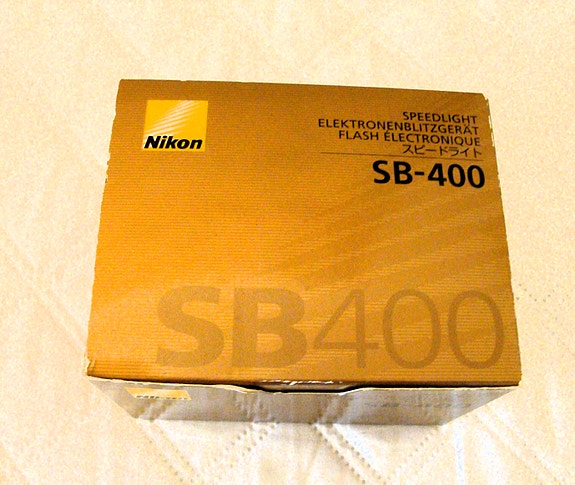 Nikon
SPEEDLIGHT
ELEKTRONENBLITZGERÄT
FLASH ÉLECTRONIQUE
スピードライト
SB-400
SB400